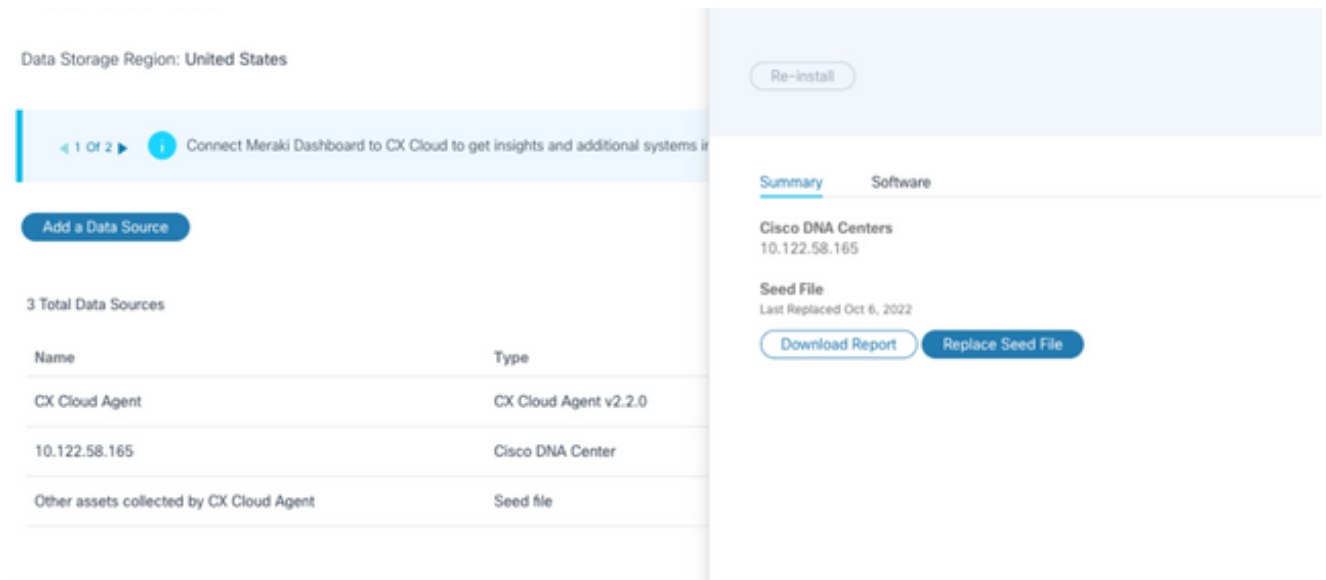 Data Storage Region: United States
1 Of 2
Connect Meraki Dashboard to CX Cloud to get insights and additional systems
Add a Data Source
3 Total Data Sources
Name Type
CX Cloud Agent CX Cloud Agent v2.2.0
10.122.58.165 Cisco DNA Center
Other assets collected by CX Cloud Agent Seed file
Re-install
Summary Software
Cisco DNA Centers
10.122.58.165
Seed File
Last Replaced Oct 6, 2022
Download Report Replace Seed File